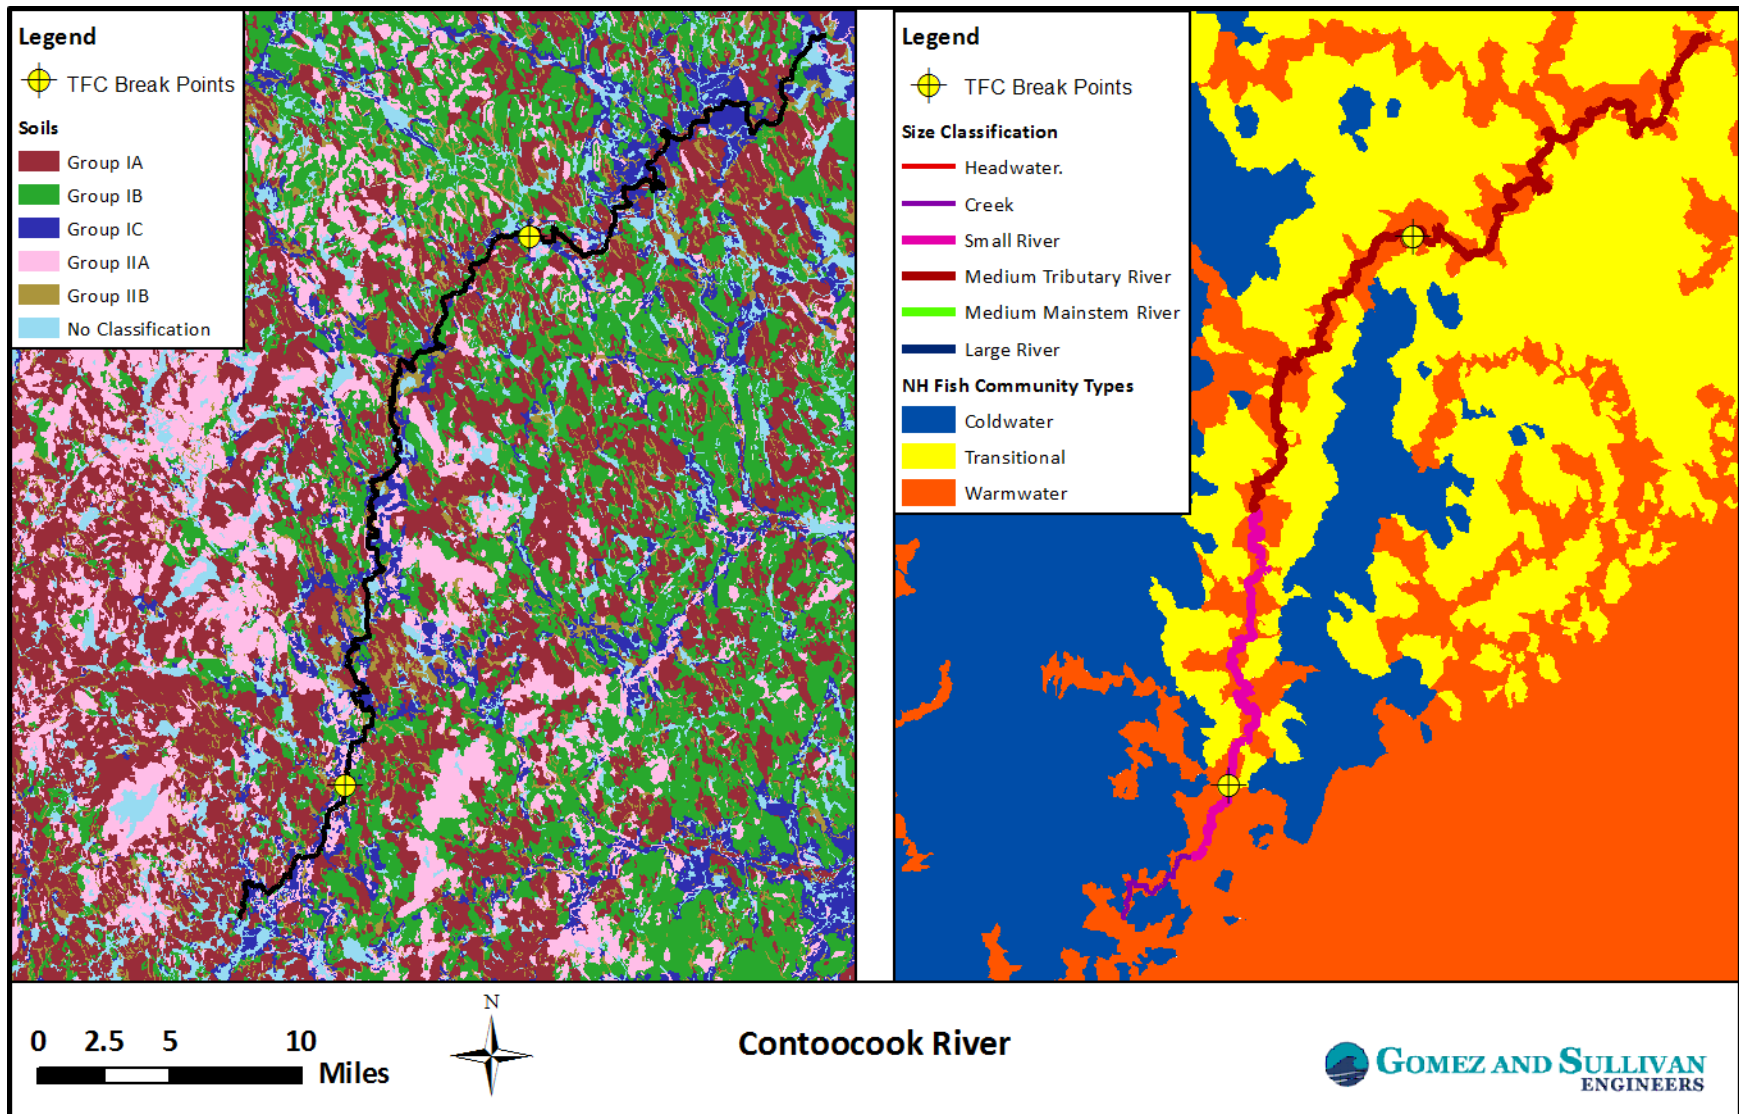 Legend
TFC Break Points
Soils
Group IA
Group IB
Group IC
Group IIA
Group IIB
No Classification
Legend
TFC Break Points
Size Classification
Headwater.
Creek
Small River
Medium Tributary River
Medium Mainstem River
Large River
NH Fish Community Types
Coldwater
Transitional
Warmwater
0 2.5 5 10
Miles
N
Contoocook River
GOMEZ AND SULLIVAN
ENGINEERS